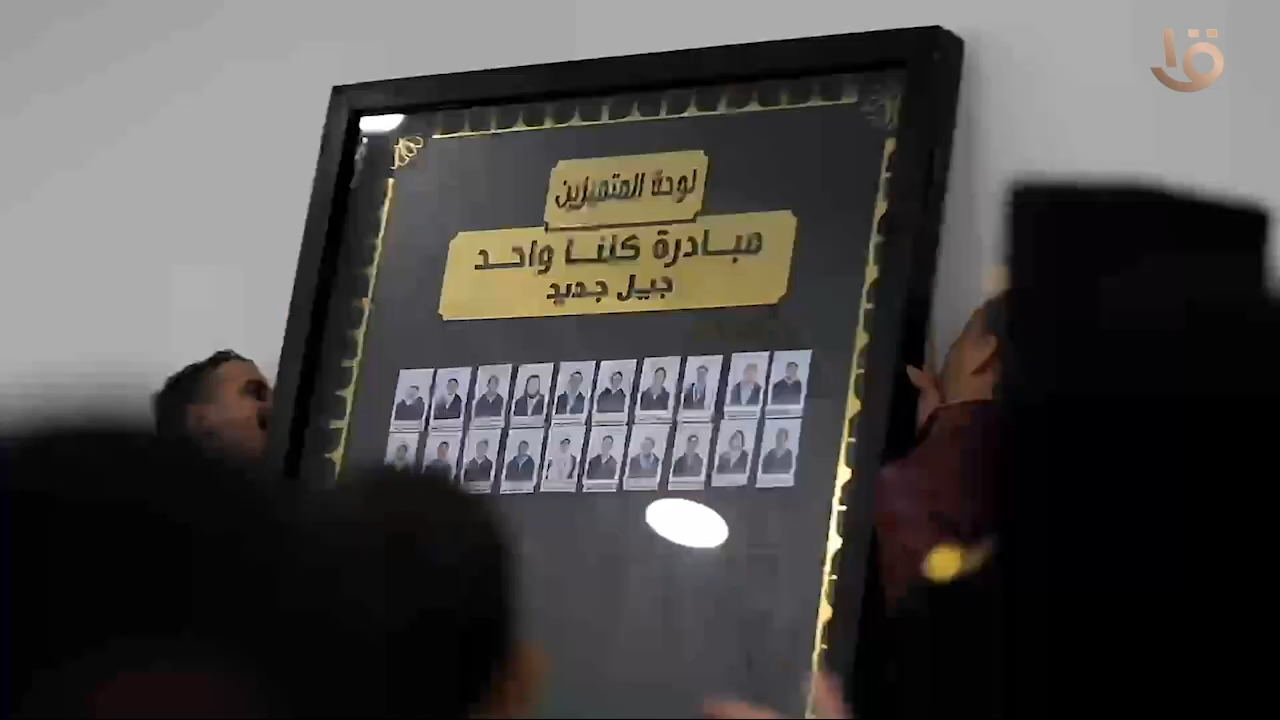 لوحة المتميزين
مبادرة كلنا واحد
جيل جديد